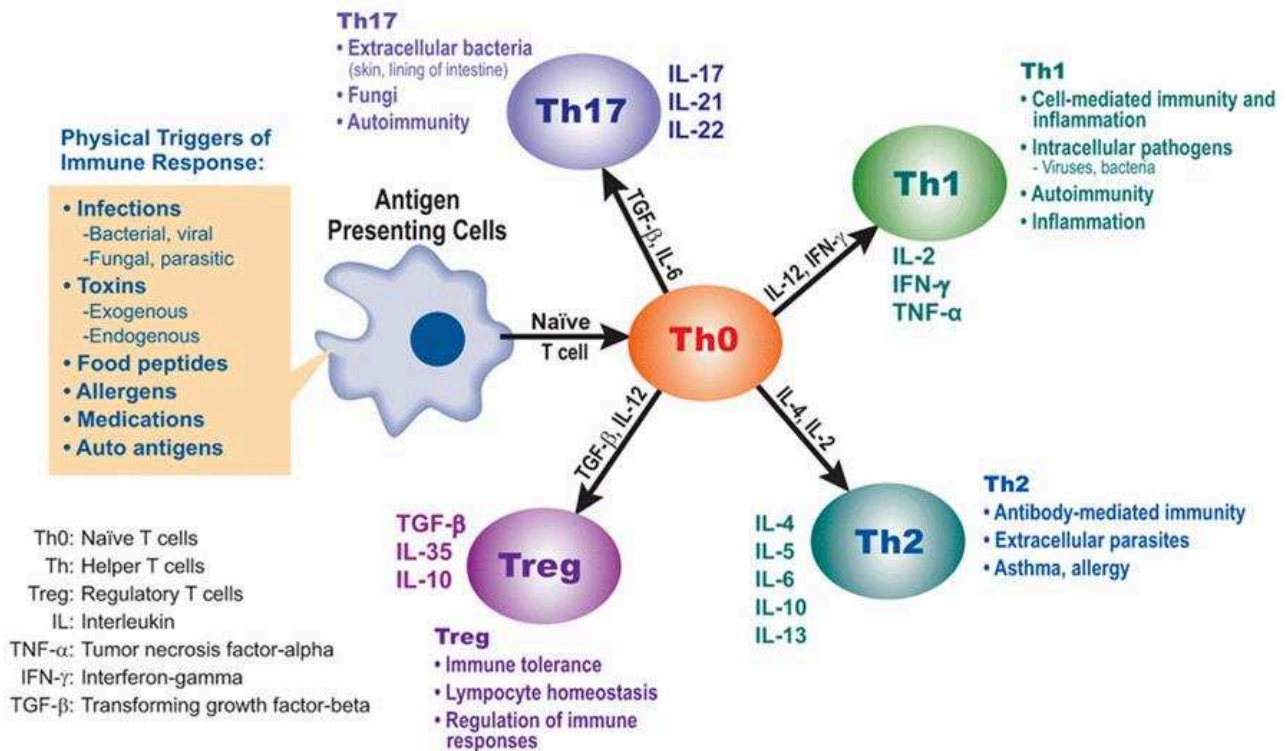 Th17
• Extracellular bacteria
(skin, lining of intestine)
• Fungi
• Autoimmunity
Th17
IL-17
IL-21
IL-22
Th1
• Cell-mediated immunity and
inflammation
• Intracellular pathogens
- Viruses, bacteria
• Autoimmunity
• Inflammation
Th1
IL-2
IFN-γ
TNF-α
Physical Triggers of
Immune Response:
• Infections
-Bacterial, viral
-Fungal, parasitic
• Toxins
-Exogenous
-Endogenous
• Food peptides
• Allergens
• Medications
• Auto antigens
Antigen
Presenting Cells
Naïve
T cell
Th0
TGF-β, IL-6
IL-12, IFN-γ
TGF-β, IL-12
IL-4, IL-2
TGF-β
IL-35
IL-10
Treg
Treg
• Immune tolerance
• Lympocyte homeostasis
• Regulation of immune
responses
IL-4
IL-5
IL-6
IL-10
IL-13
Th2
Th2
• Antibody-mediated immunity
• Extracellular parasites
• Asthma, allergy
Th0: Naïve T cells
Th: Helper T cells
Treg: Regulatory T cells
IL: Interleukin
TNF-α: Tumor necrosis factor-alpha
IFN-γ: Interferon-gamma
TGF-β: Transforming growth factor-beta